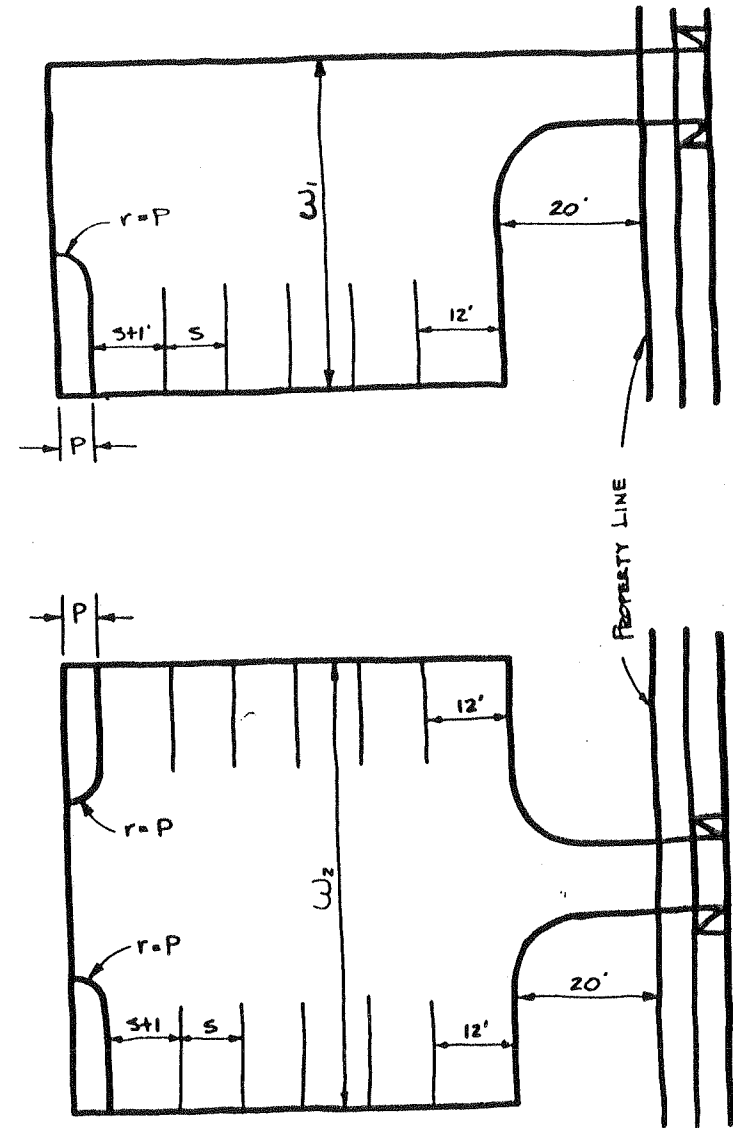 W₁
20'
r=P
S+1'
S
12'
P
PROPERTY LINE
P
12'
r=P
W₂
r=P
20'
S+1
S
12'